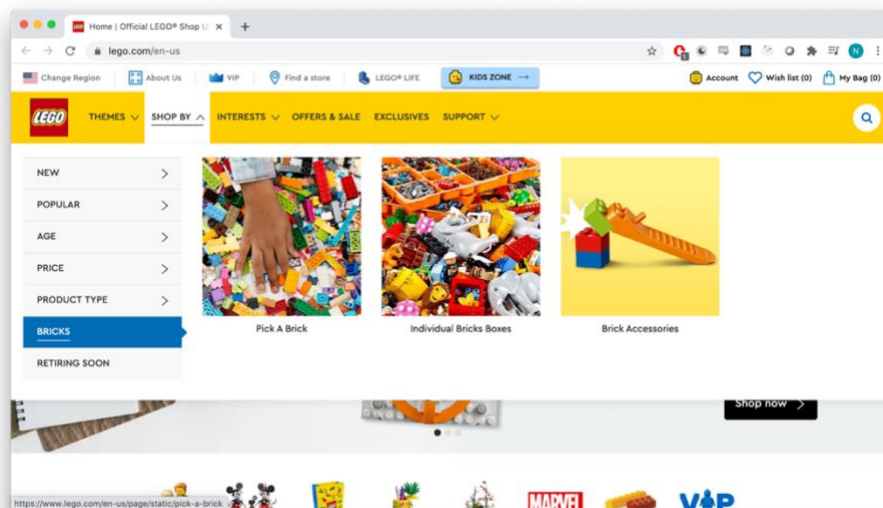 Home | Official LEGO® Shop U
lego.com/en-us
Change Region
About Us
VIP
Find a store
LEGO® LIFE
KIDS ZONE →
Account
Wish list (0)
My Bag (0)
LEGO
THEMES
SHOP BY
INTERESTS
OFFERS & SALE
EXCLUSIVES
SUPPORT
NEW
POPULAR
AGE
PRICE
PRODUCT TYPE
BRICKS
RETIRING SOON
Pick A Brick
Individual Bricks Boxes
Brick Accessories
Shop now
MARVEL
VIP
https://www.lego.com/en-us/page/static/pick-a-brick